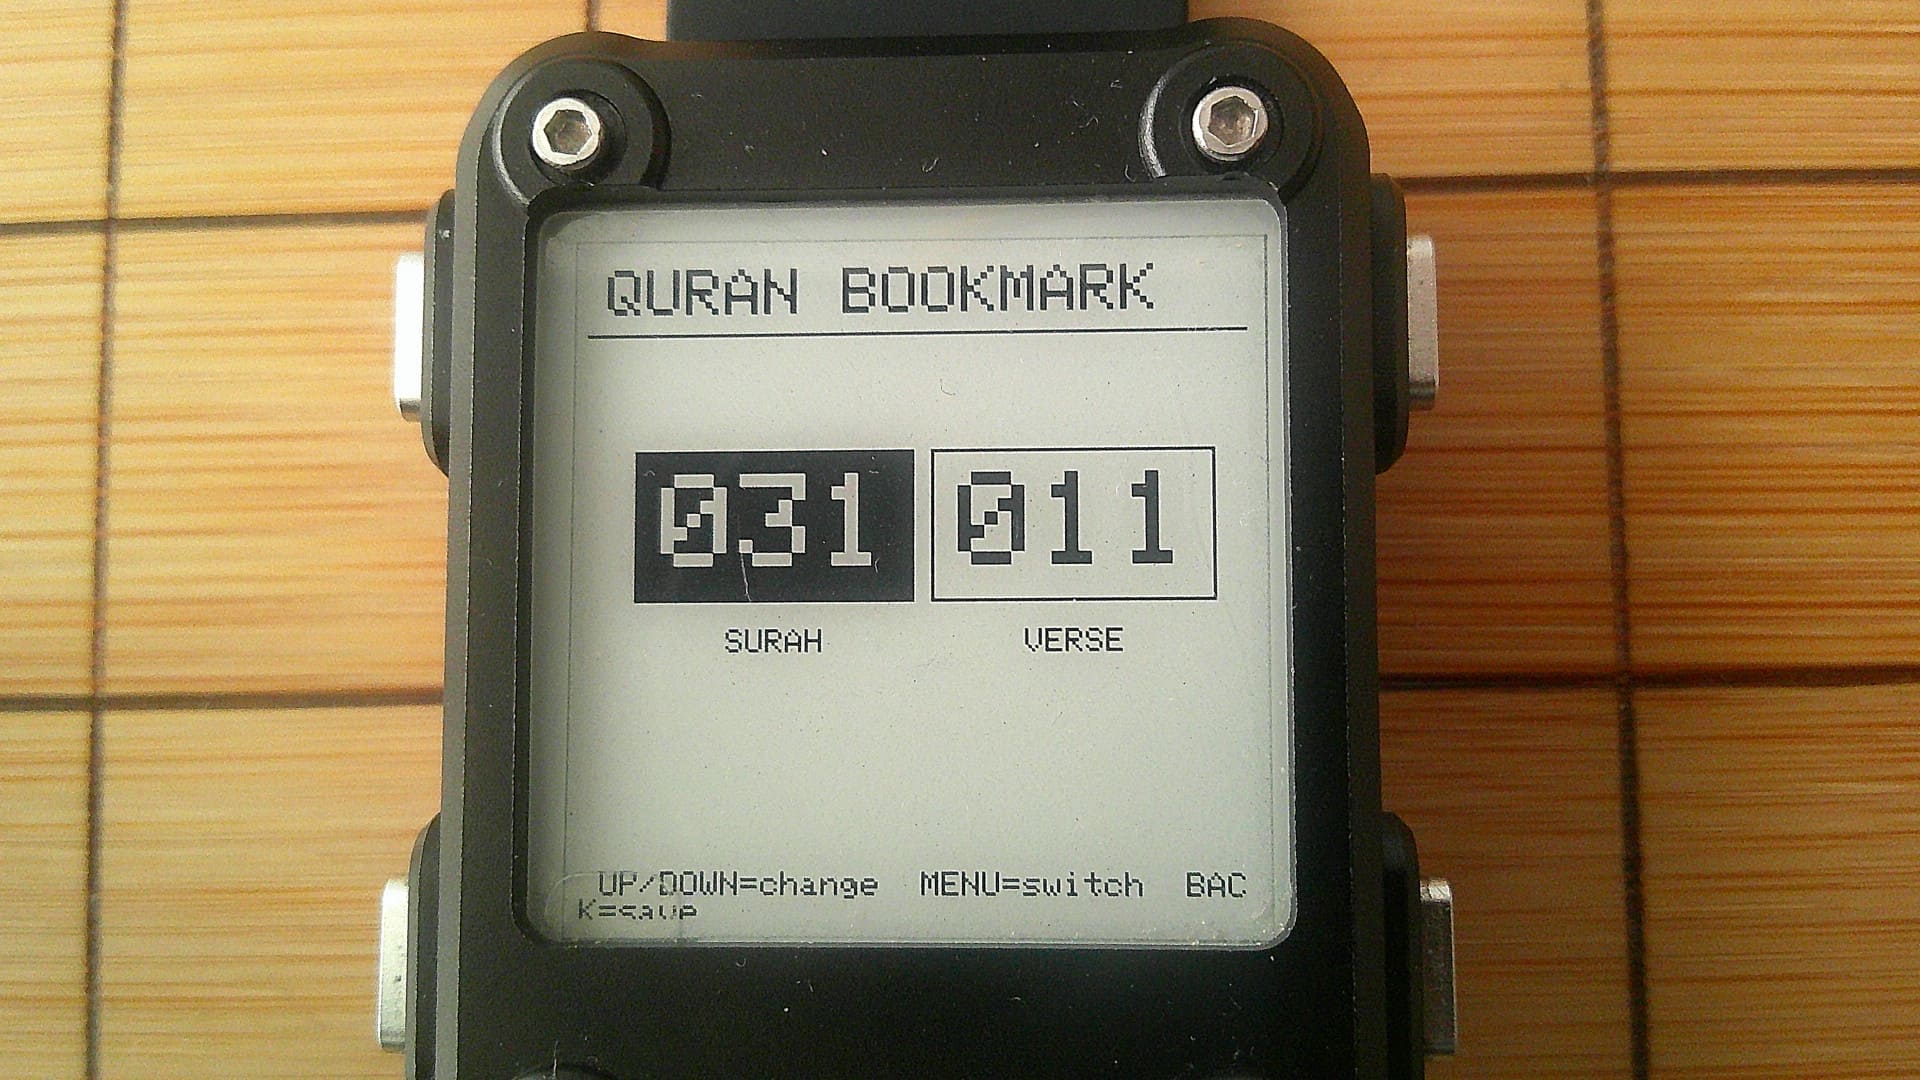 QURAN BOOKMARK
031 011
SURAH VERSE
UP/DOWN=change MENU=switch BAC
K=save